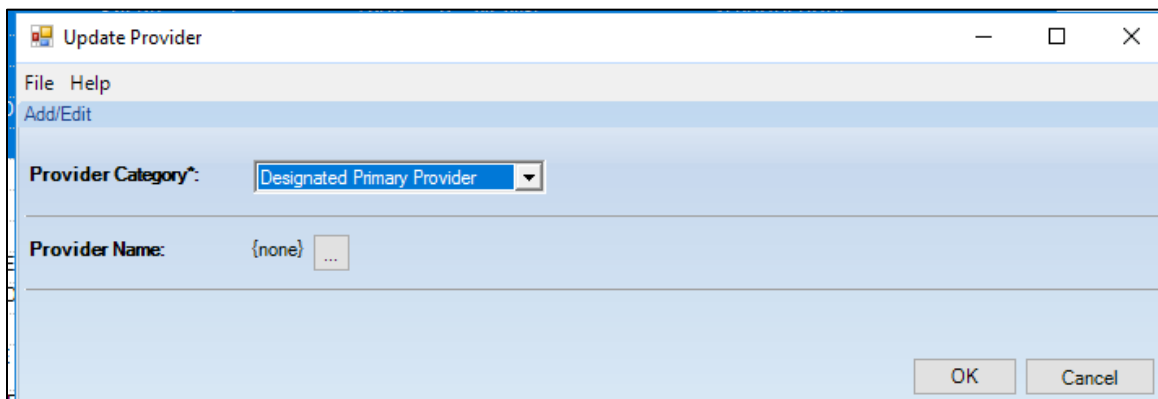 Update Provider
File Help
Add/Edit
Provider Category*: Designated Primary Provider
Provider Name: {none} ...
OK Cancel